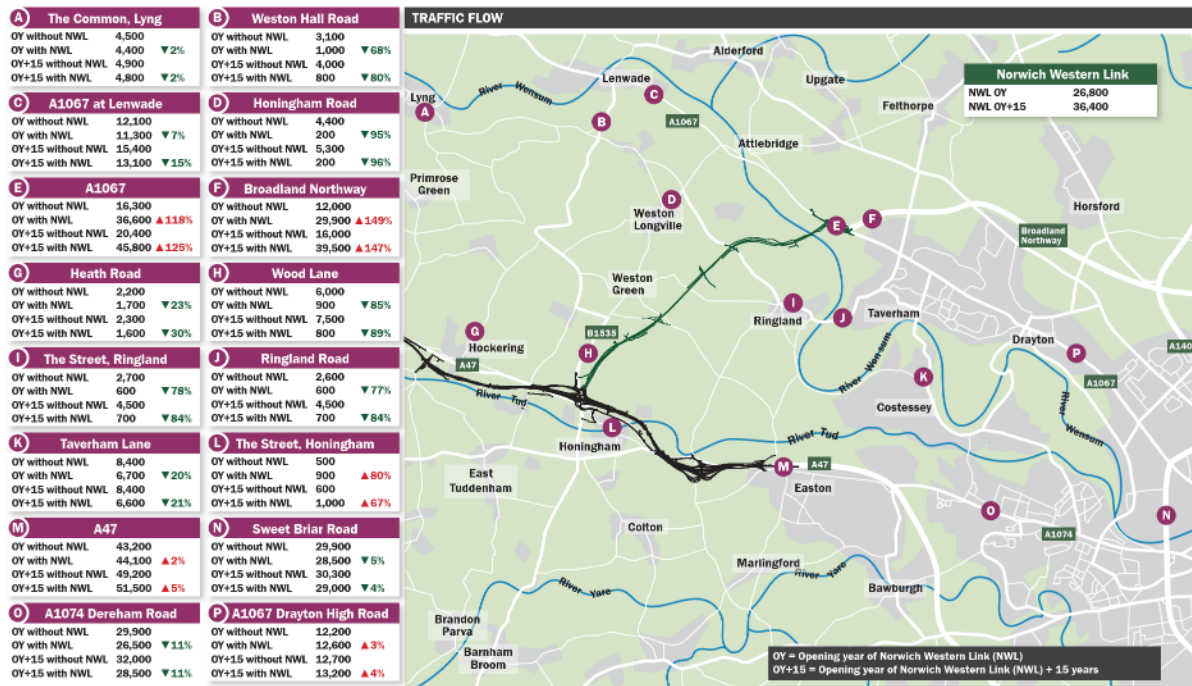 A The Common, Lyng
OY without NWL 4,500
OY with NWL 4,400 ▼2%
OY+15 without NWL 4,900
OY+15 with NWL 4,800 ▼2%
B Weston Hall Road
OY without NWL 3,100
OY with NWL 1,000 ▼68%
OY+15 without NWL 4,000
OY+15 with NWL 800 ▼80%
C A1067 at Lenwade
OY without NWL 12,100
OY with NWL 11,300 ▼7%
OY+15 without NWL 15,400
OY+15 with NWL 13,100 ▼15%
D Honingham Road
OY without NWL 4,400
OY with NWL 200 ▼95%
OY+15 without NWL 5,300
OY+15 with NWL 200 ▼96%
E A1067
OY without NWL 16,300
OY with NWL 36,600 ▲118%
OY+15 without NWL 20,400
OY+15 with NWL 45,800 ▲125%
F Broadland Northway
OY without NWL 12,000
OY with NWL 29,900 ▲149%
OY+15 without NWL 16,000
OY+15 with NWL 39,500 ▲147%
G Heath Road
OY without NWL 2,200
OY with NWL 1,700 ▼23%
OY+15 without NWL 2,300
OY+15 with NWL 1,600 ▼30%
H Wood Lane
OY without NWL 6,000
OY with NWL 900 ▼85%
OY+15 without NWL 7,500
OY+15 with NWL 800 ▼89%
I The Street, Ringland
OY without NWL 2,700
OY with NWL 600 ▼78%
OY+15 without NWL 4,500
OY+15 with NWL 700 ▼84%
J Ringland Road
OY without NWL 2,600
OY with NWL 600 ▼77%
OY+15 without NWL 4,500
OY+15 with NWL 700 ▼84%
K Taverham Lane
OY without NWL 8,400
OY with NWL 6,700 ▼20%
OY+15 without NWL 8,400
OY+15 with NWL 6,600 ▼21%
L The Street, Honingham
OY without NWL 500
OY with NWL 900 ▲80%
OY+15 without NWL 600
OY+15 with NWL 1,000 ▲67%
M A47
OY without NWL 43,200
OY with NWL 44,100 ▲2%
OY+15 without NWL 49,200
OY+15 with NWL 51,500 ▲5%
N Sweet Briar Road
OY without NWL 29,900
OY with NWL 28,500 ▼5%
OY+15 without NWL 30,300
OY+15 with NWL 29,000 ▼4%
O A1074 Dereham Road
OY without NWL 29,900
OY with NWL 26,500 ▼11%
OY+15 without NWL 32,000
OY+15 with NWL 28,500 ▼11%
P A1067 Drayton High Road
OY without NWL 12,200
OY with NWL 12,600 ▲3%
OY+15 without NWL 12,700
OY+15 with NWL 13,200 ▲4%
TRAFFIC FLOW
Alderford
Lenwade
Upgate
Norwich Western Link
NWL OY 26,800
NWL OY+15 36,400
Lyng
River Wensum
A
C
B
Felthorpe
A1067
Attlebridge
Primrose
Green
D
Weston
Longville
Horsford
E
F
Broadland
Northway
Weston
Green
I
Ringland
J
Taverham
G
Hockering
B1535
H
Drayton
P
A140
A47
A1067
River Wensum
K
Costessey
River Tud
River Wensum
L
Honingham
River Tud
M
A47
Easton
East
Tuddenham
O
N
Colton
A1074
Marlingford
River Yare
Bawburgh
River Yare
Brandon
Parva
Barnham
Broom
OY = Opening year of Norwich Western Link (NWL)
OY+15 = Opening year of Norwich Western Link (NWL) + 15 years